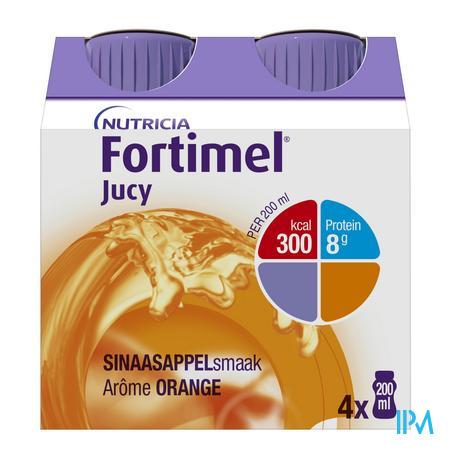 NUTRICIA
Fortimel®
Jucy
PER 200 ml
kcal
300
Protein
8g
SINAASAPPELsmaak
Arôme ORANGE
4x 200 ml
IPM